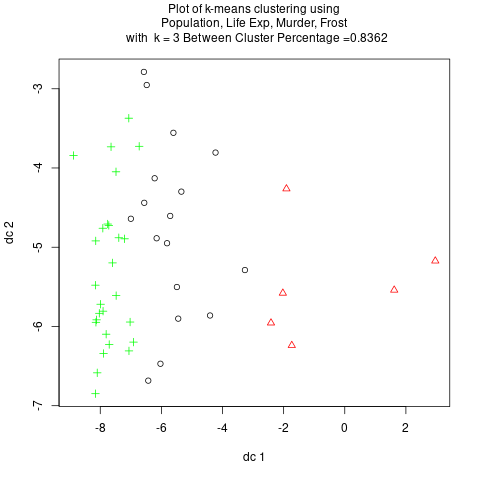 Plot of k-means clustering using
Population, Life Exp, Murder, Frost
with k = 3 Between Cluster Percentage =0.8362
-3
-4
-5
-6
-7
dc 2
-8
-6
-4
-2
0
2
dc 1